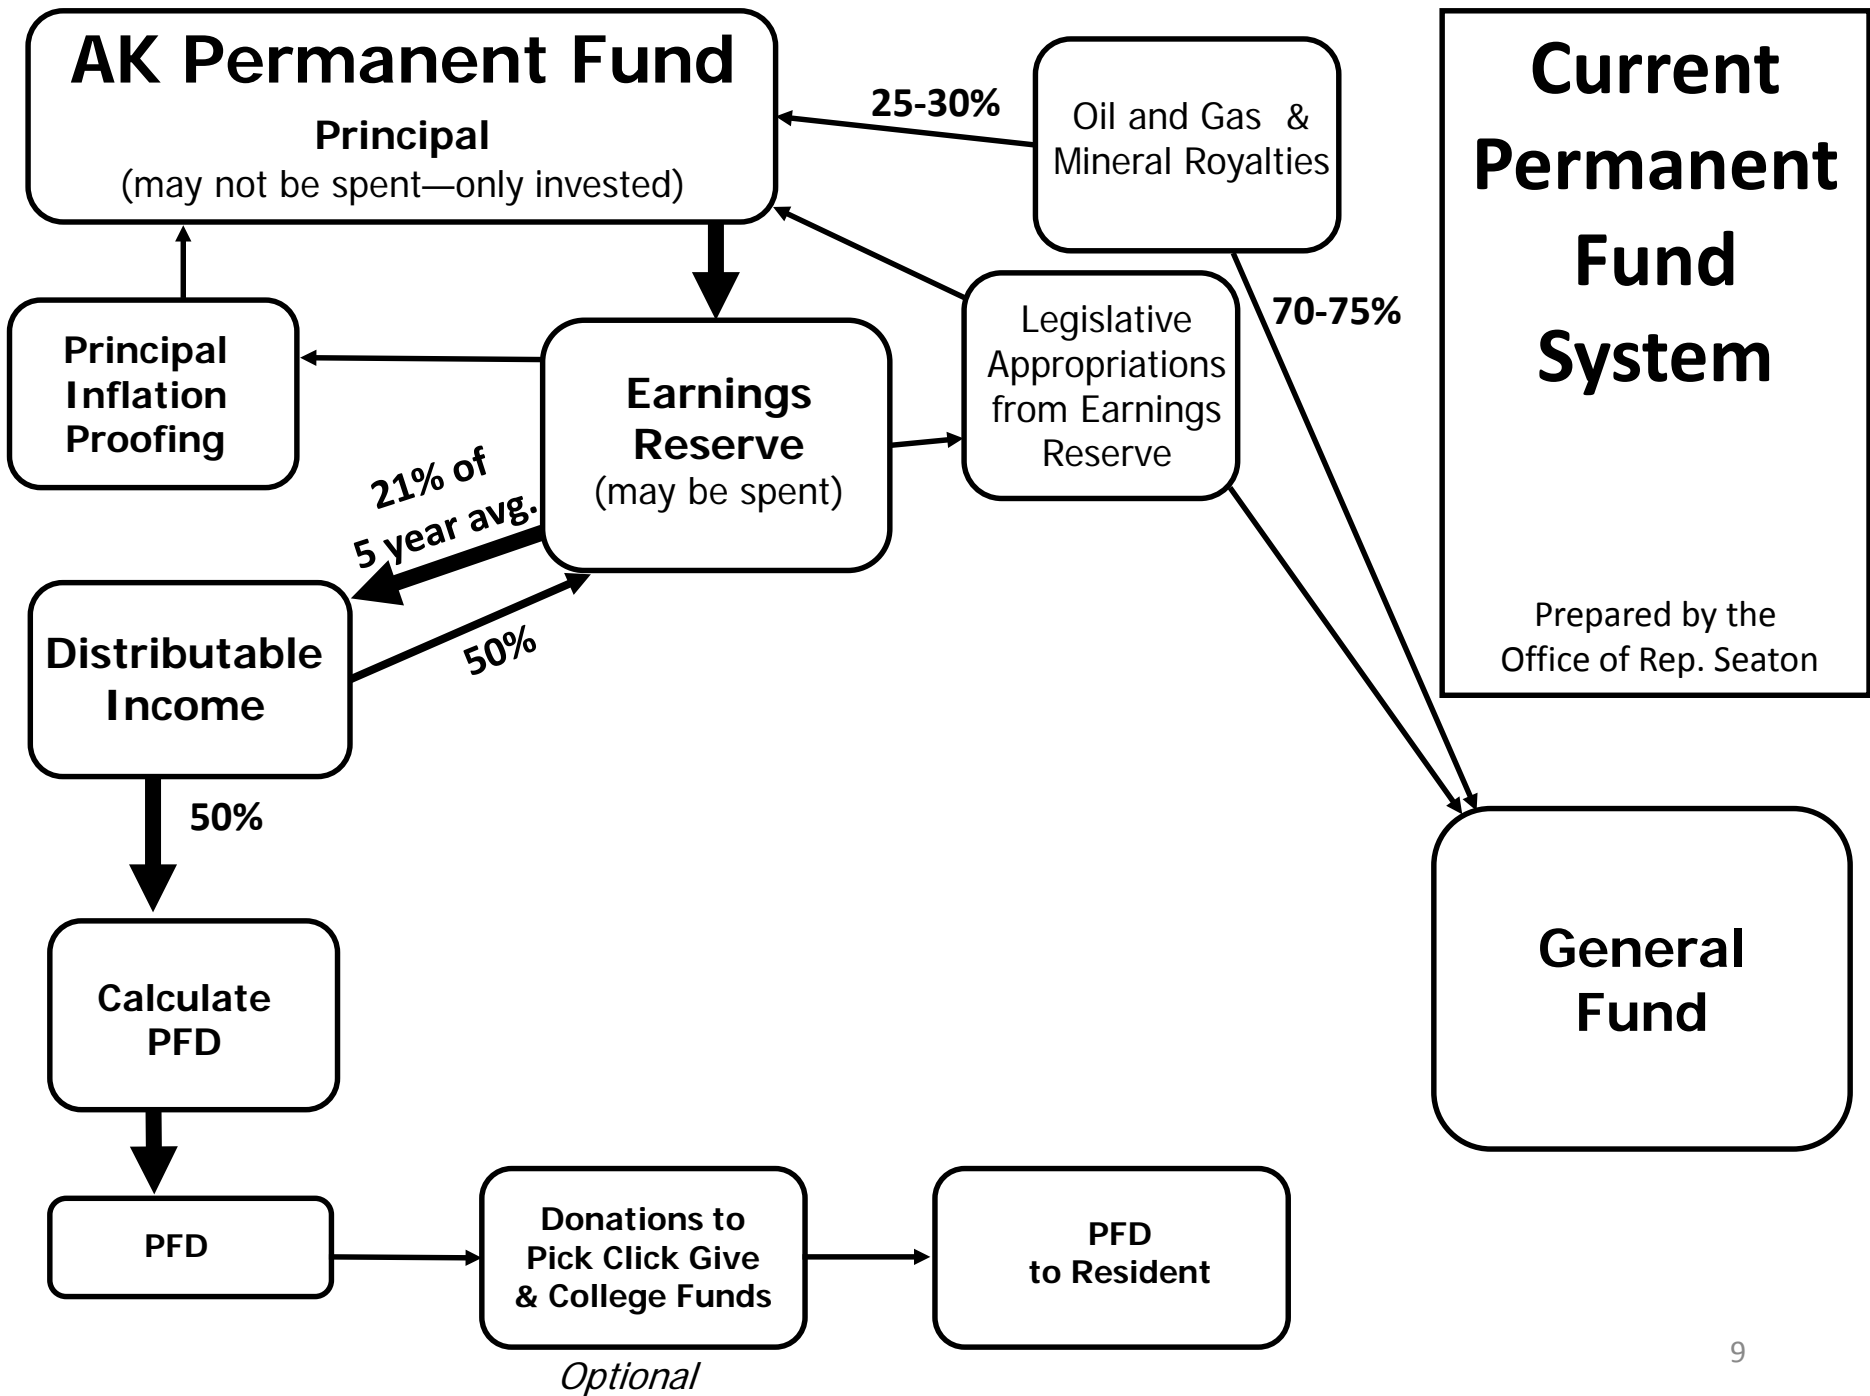 AK Permanent Fund
Principal
(may not be spent—only invested)
25-30%
Oil and Gas &
Mineral Royalties
Current
Permanent
Fund
System
Prepared by the
Office of Rep. Seaton
70-75%
Principal
Inflation
Proofing
Earnings
Reserve
(may be spent)
Legislative
Appropriations
from Earnings
Reserve
21% of
5 year avg.
50%
Distributable
Income
50%
Calculate
PFD
General
Fund
PFD
Donations to
Pick Click Give
& College Funds
Optional
PFD
to Resident
9